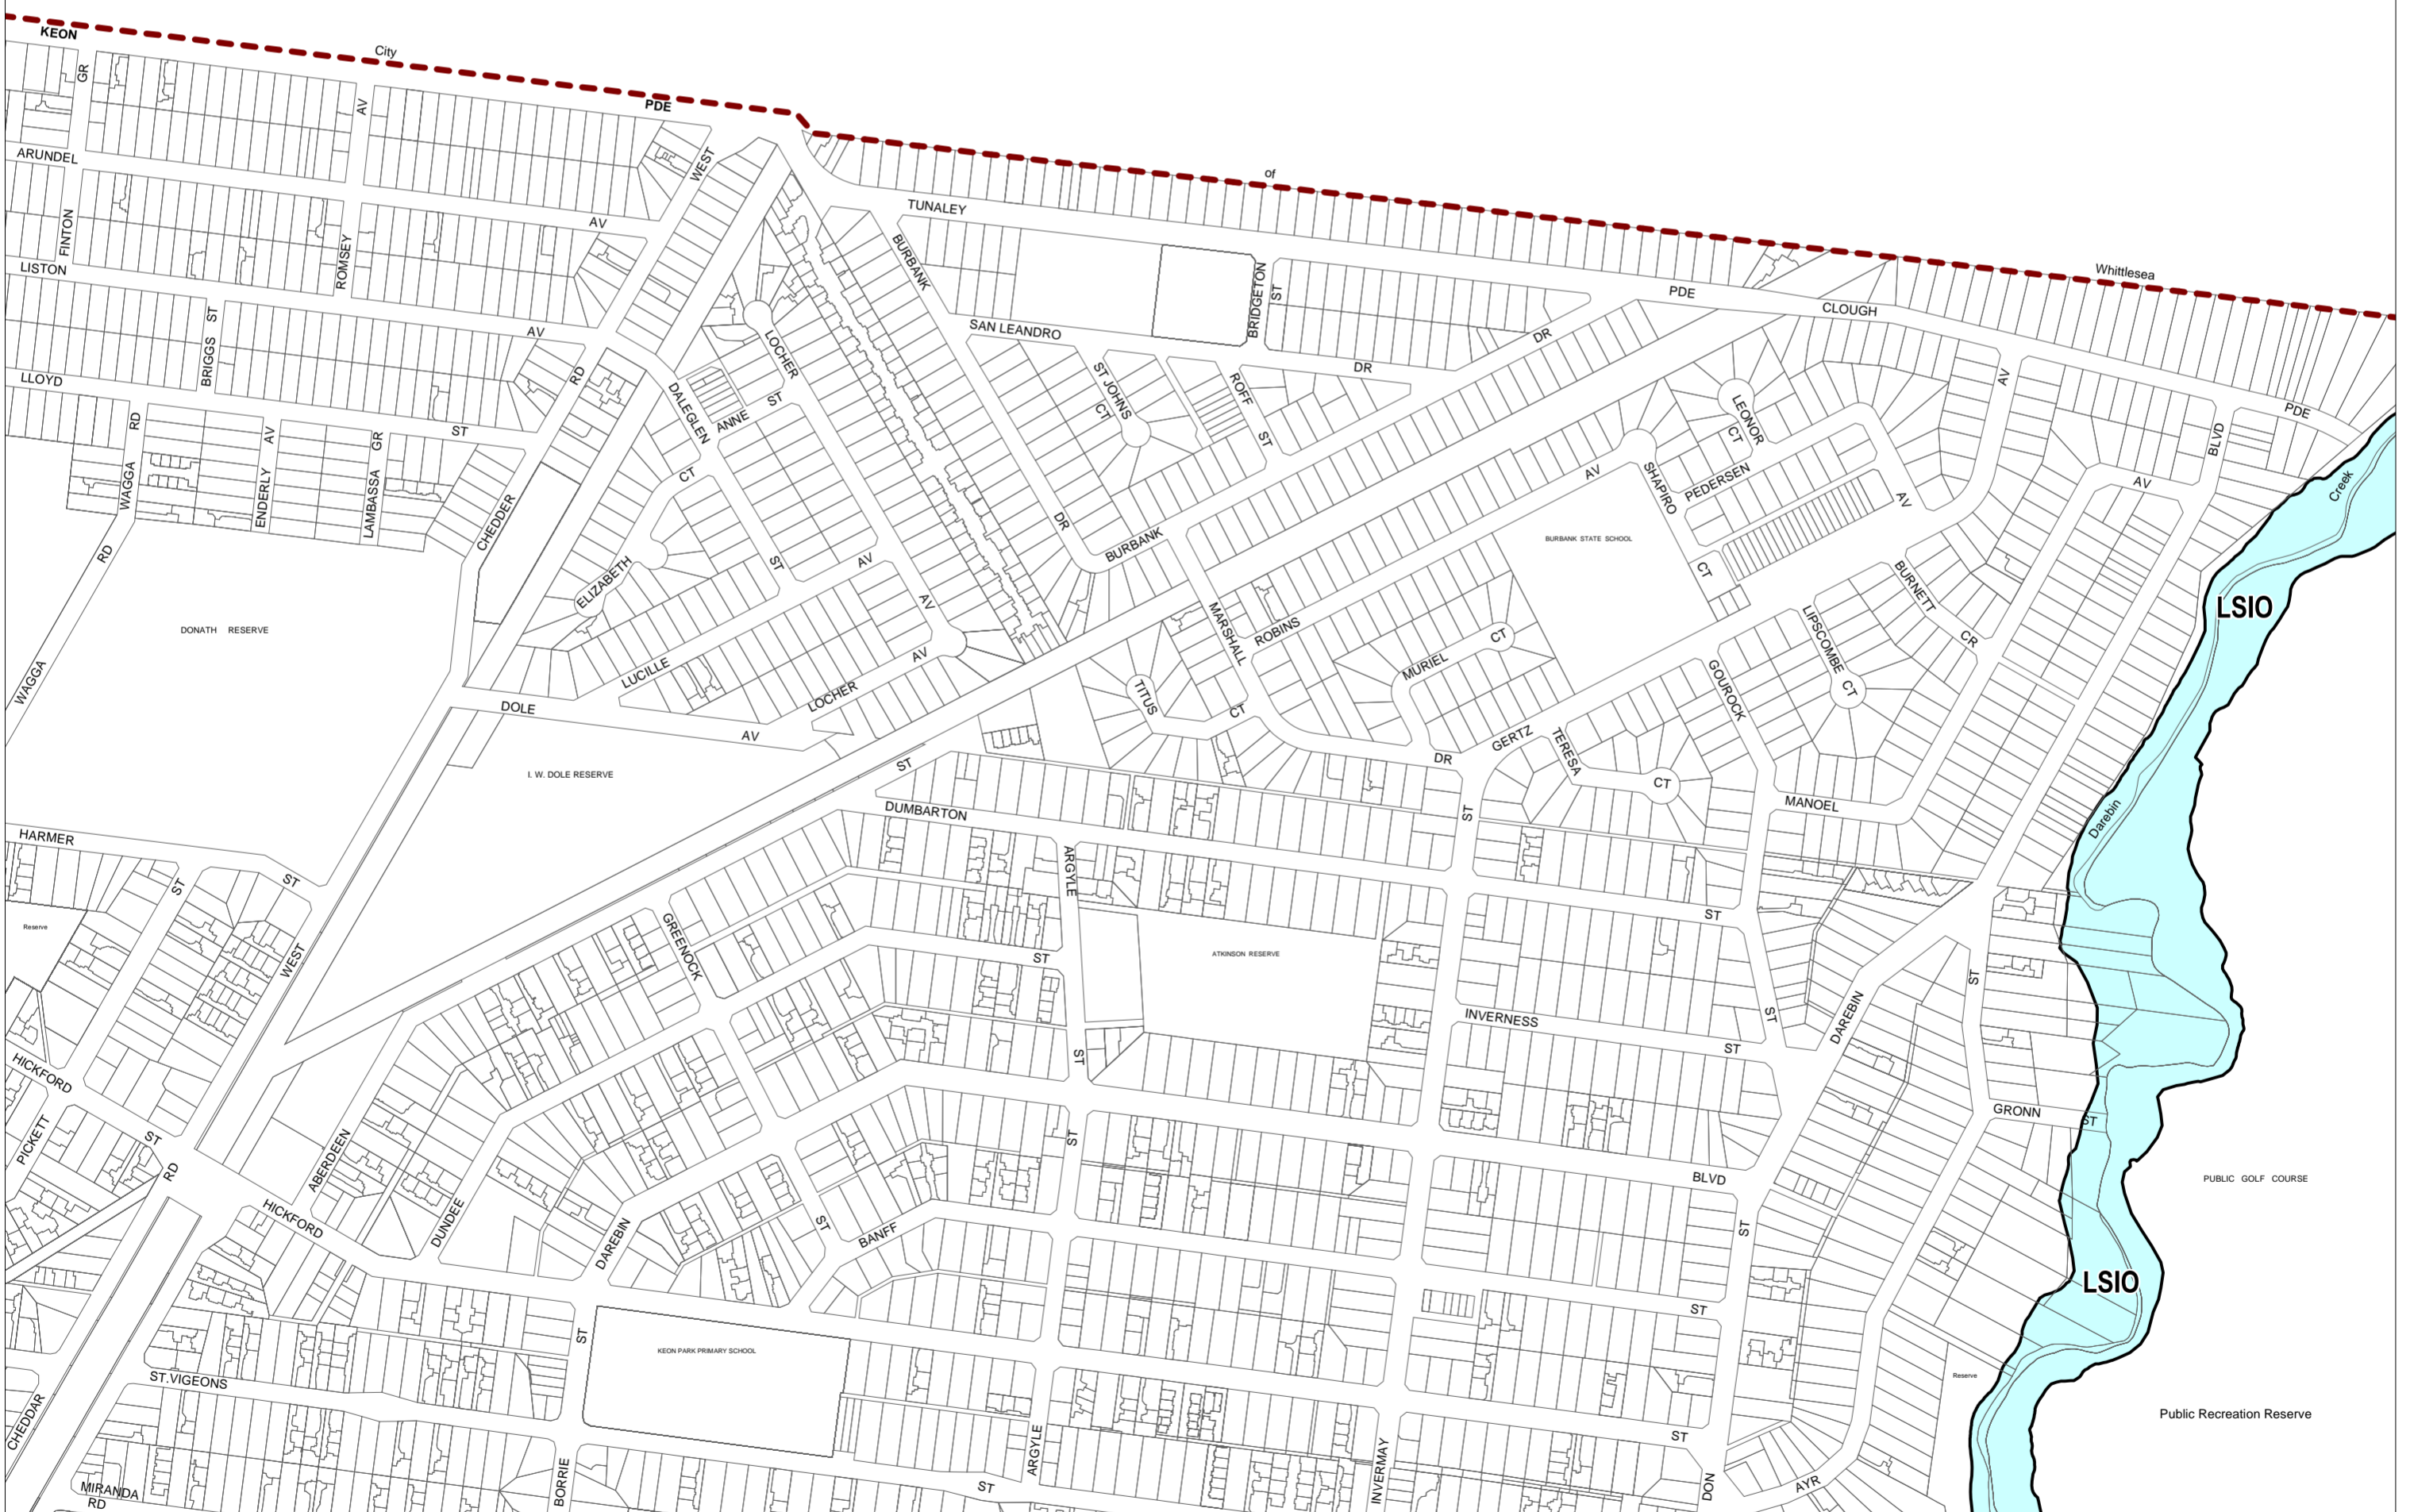 KEON
City
GR
AV
PDE
ARUNDEL
WEST
of
AV
TUNALEY
FINTON
ROMSEY
BURBANK
LISTON
BRIDGETON
ST
Whittlesea
PDE
CLOUGH
BRIGGS
ST
AV
SAN LEANDRO
DR
LOCHER
LLOYD
RD
DALEGLEN
ST JOHNS
CT
ROFF
ST
DR
AV
LEONOR
CT
PDE
ANNE
ST
WAGGA
RD
ENDERLY
AV
LAMBASSA
GR
ST
BLVD
CT
SHAPIRO
PEDERSEN
AV
AV
AV
Creek
CHEDDER
RD
DR
BURBANK
BURBANK STATE SCHOOL
ELIZABETH
ST
AV
CT
BURNETT
CR
LSIO
AV
MARSHALL
ROBINS
LIPSCOMBE
CT
DONATH RESERVE
MURIEL
CT
WAGGA
LUCILLE
AV
LOCHER
TITUS
CT
GOUROCK
DOLE
AV
GERTZ
TERESA
CT
DR
I. W. DOLE RESERVE
ST
DUMBARTON
ST
MANOEL
Darebin
HARMER
ST
ST
ARGYLE
Reserve
WEST
GREENOCK
ST
ATKINSON RESERVE
ST
ST
INVERNESS
ST
ST
DAREBIN
HICKFORD
ST
ST
GRONN
ST
PICKETT
ST
RD
ABERDEEN
BLVD
PUBLIC GOLF COURSE
HICKFORD
DUNDEE
DAREBIN
ST
BANFF
ST
LSIO
ST
ST
KEON PARK PRIMARY SCHOOL
Reserve
ST.VIGEONS
CHEDDAR
Public Recreation Reserve
ST
ARGYLE
MIRANDA
RD
BORRIE
ST
INVERMAY
DON
AYR